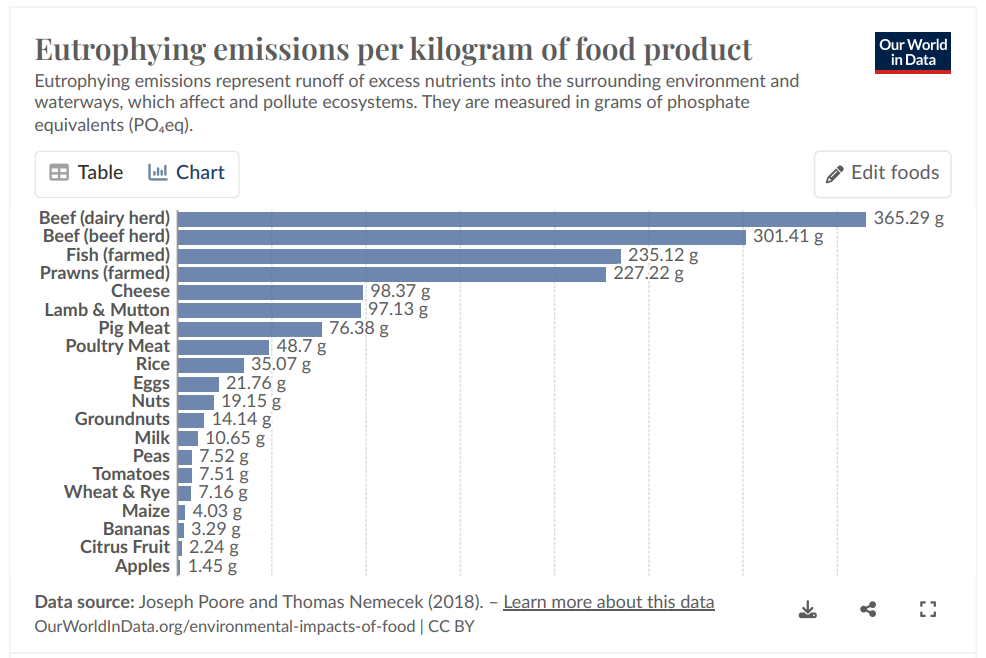 Eutrophying emissions per kilogram of food product
Our World
in Data
Eutrophying emissions represent runoff of excess nutrients into the surrounding environment and
waterways, which affect and pollute ecosystems. They are measured in grams of phosphate
equivalents (PO₄eq).
Table Chart
Edit foods
Beef (dairy herd) 365.29 g
Beef (beef herd) 301.41 g
Fish (farmed) 235.12 g
Prawns (farmed) 227.22 g
Cheese 98.37 g
Lamb & Mutton 97.13 g
Pig Meat 76.38 g
Poultry Meat 48.7 g
Rice 35.07 g
Eggs 21.76 g
Nuts 19.15 g
Groundnuts 14.14 g
Milk 10.65 g
Peas 7.52 g
Tomatoes 7.51 g
Wheat & Rye 7.16 g
Maize 4.03 g
Bananas 3.29 g
Citrus Fruit 2.24 g
Apples 1.45 g
Data source: Joseph Poore and Thomas Nemecek (2018). – Learn more about this data
OurWorldInData.org/environmental-impacts-of-food | CC BY